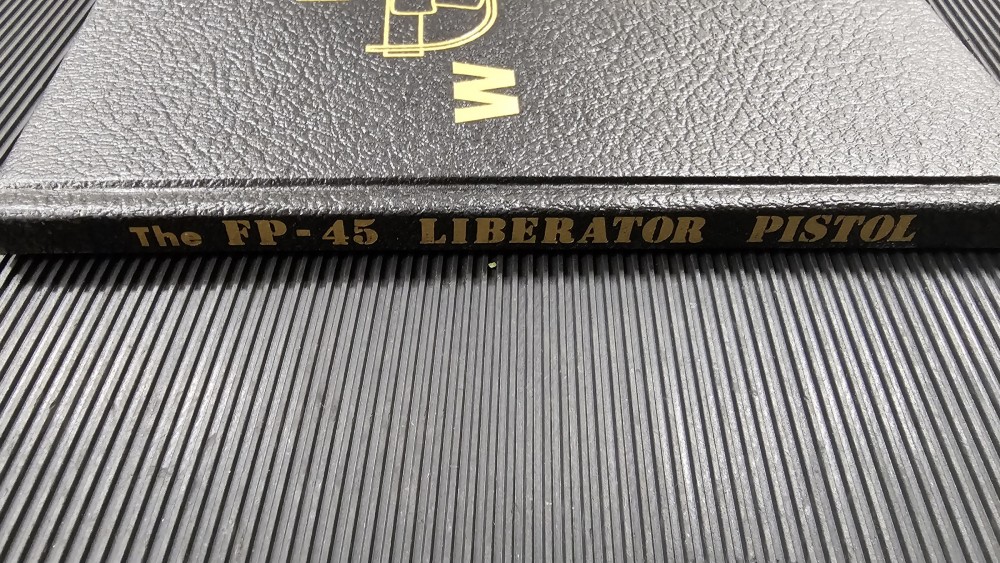 W
The FP-45 LIBERATOR PISTOL